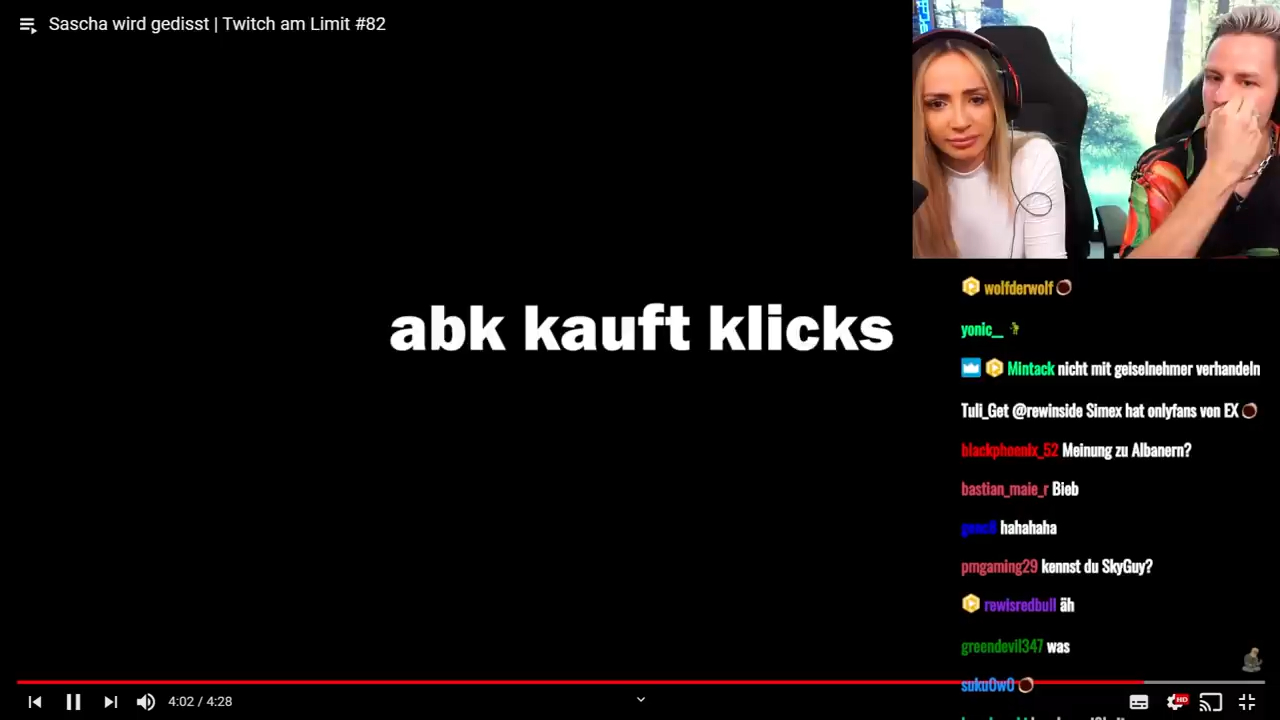 Sascha wird gedisst | Twitch am Limit #82
abk kauft klicks
wolfderwolf
yonic__
Mintack nicht mit geiselnehmer verhandeln
Tuli_Get @rewinside Simex hat onlyfans von EX
blackphoenix_52 Meinung zu Albanern?
bastian_maie_r Bieb
hahahaha
pmgaming29 kennst du SkyGuy?
rewisredbull äh
greendevil347 was
sukuOwO
4:02 / 4:28
HD